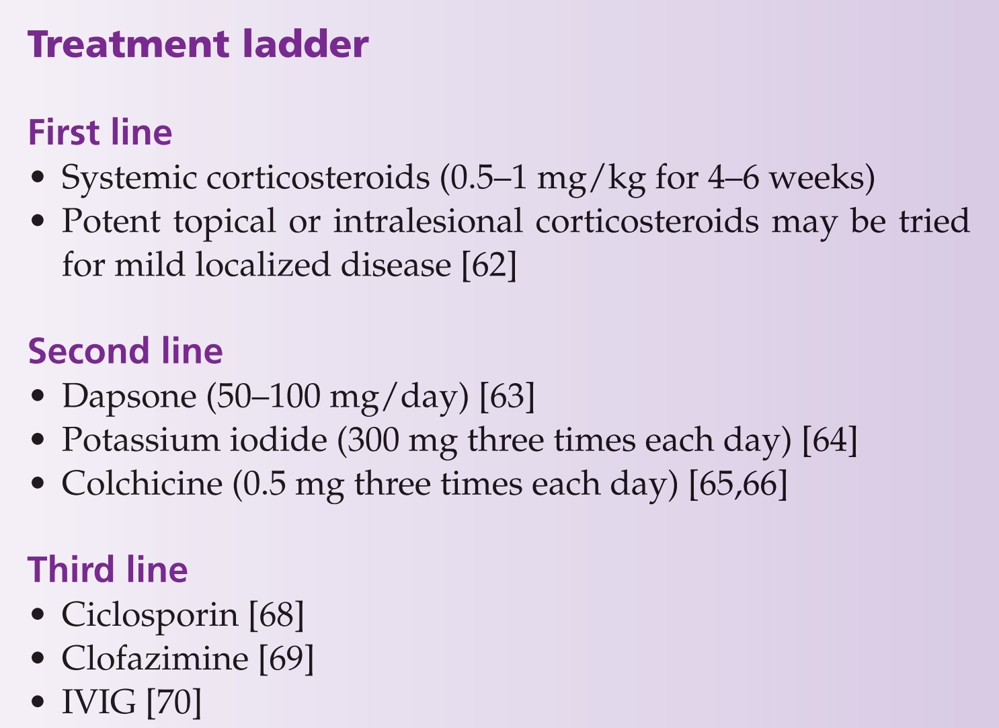 Treatment ladder
First line
• Systemic corticosteroids (0.5–1 mg/kg for 4–6 weeks)
• Potent topical or intralesional corticosteroids may be tried
for mild localized disease [62]
Second line
• Dapsone (50–100 mg/day) [63]
• Potassium iodide (300 mg three times each day) [64]
• Colchicine (0.5 mg three times each day) [65,66]
Third line
• Ciclosporin [68]
• Clofazimine [69]
• IVIG [70]